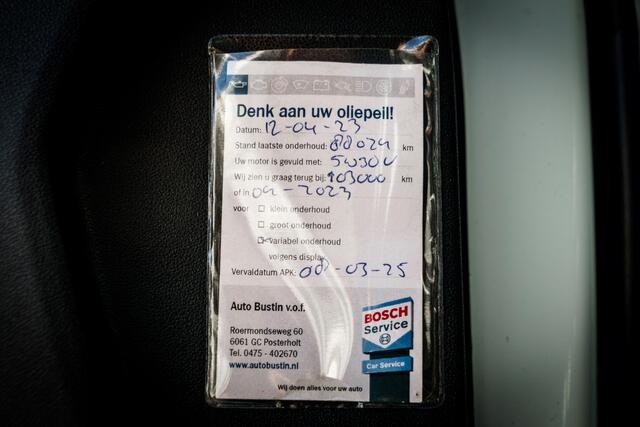 Denk aan uw oliepeil!
Datum: 12-04-23
Stand laatste onderhoud: 88024 km
Uw motor is gevuld met: 5W30V
Wij zien u graag terug bij: 103000 km
of in 04-2023
voor klein onderhoud
groot onderhoud
variabel onderhoud
volgens display
Vervaldatum APK: 08-03-25
Auto Bustin v.o.f.
Roermondseweg 60
6061 GC Posterholt
Tel. 0475 - 402670
www.autobustin.nl
BOSCH
Service
Car Service
Wij doen alles voor uw auto